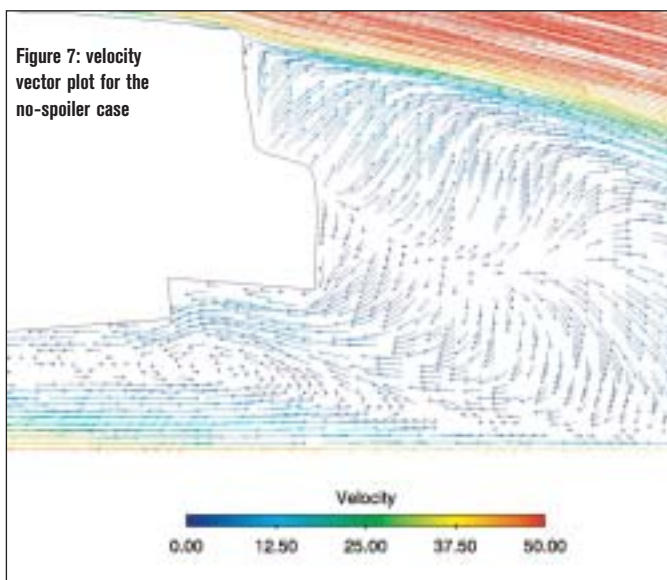 Figure 7: velocity
vector plot for the
no-spoiler case
Velocity
0.00 12.50 25.00 37.50 50.00